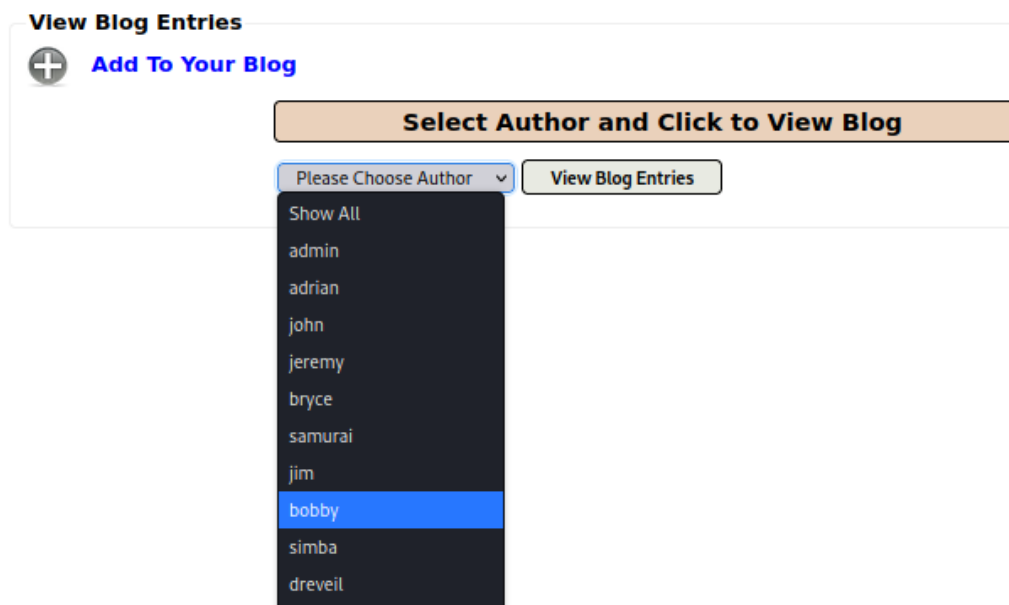 View Blog Entries
Add To Your Blog
Select Author and Click to View Blog
Please Choose Author View Blog Entries
Show All
admin
adrian
john
jeremy
bryce
samurai
jim
bobby
simba
dreveil